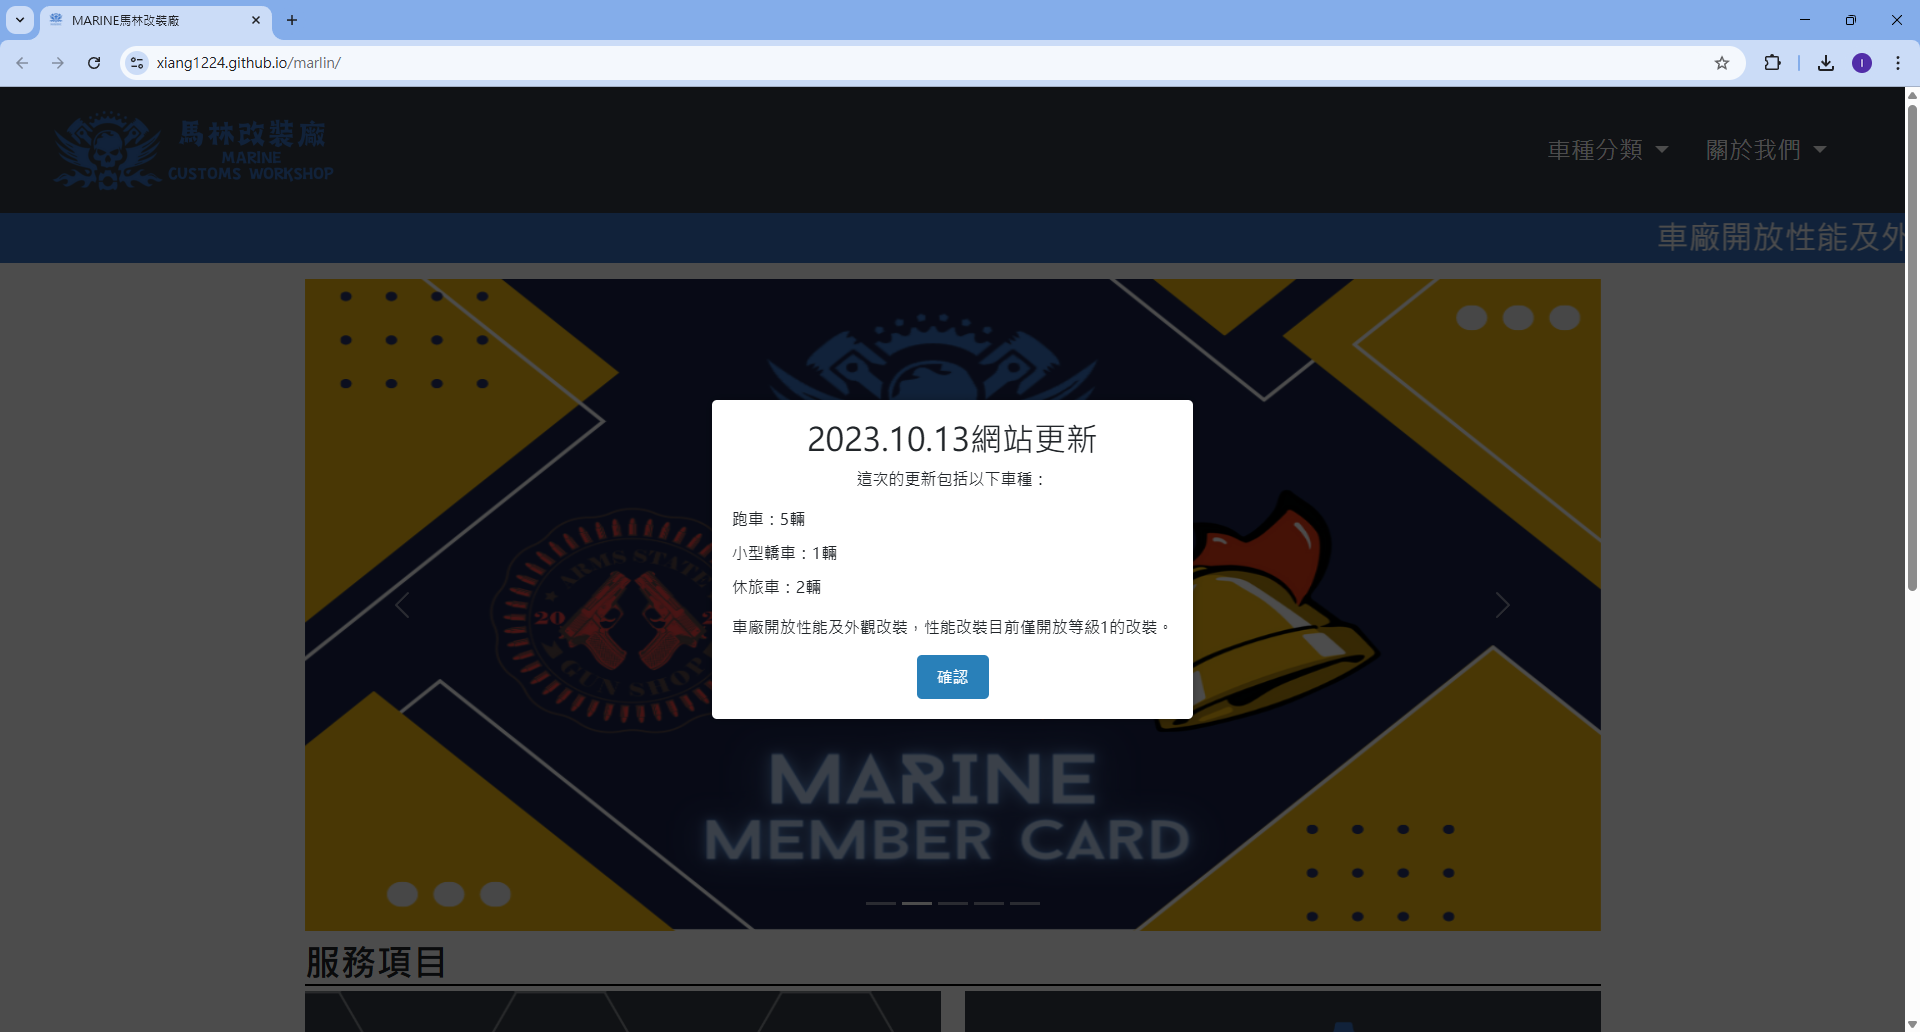 MARINE馬林改裝廠
xiang1224.github.io/marlin/
I
馬林改裝廠
MARINE
CUSTOMS WORKSHOP
車種分類
關於我們
車廠開放性能及外
2023.10.13網站更新
這次的更新包括以下車種：
跑車：5輛
小型轎車：1輛
休旅車：2輛
車廠開放性能及外觀改裝，性能改裝目前僅開放等級1的改裝。
確認
ARMS STATE
20
GUN SHOP
MARINE
MEMBER CARD
服務項目